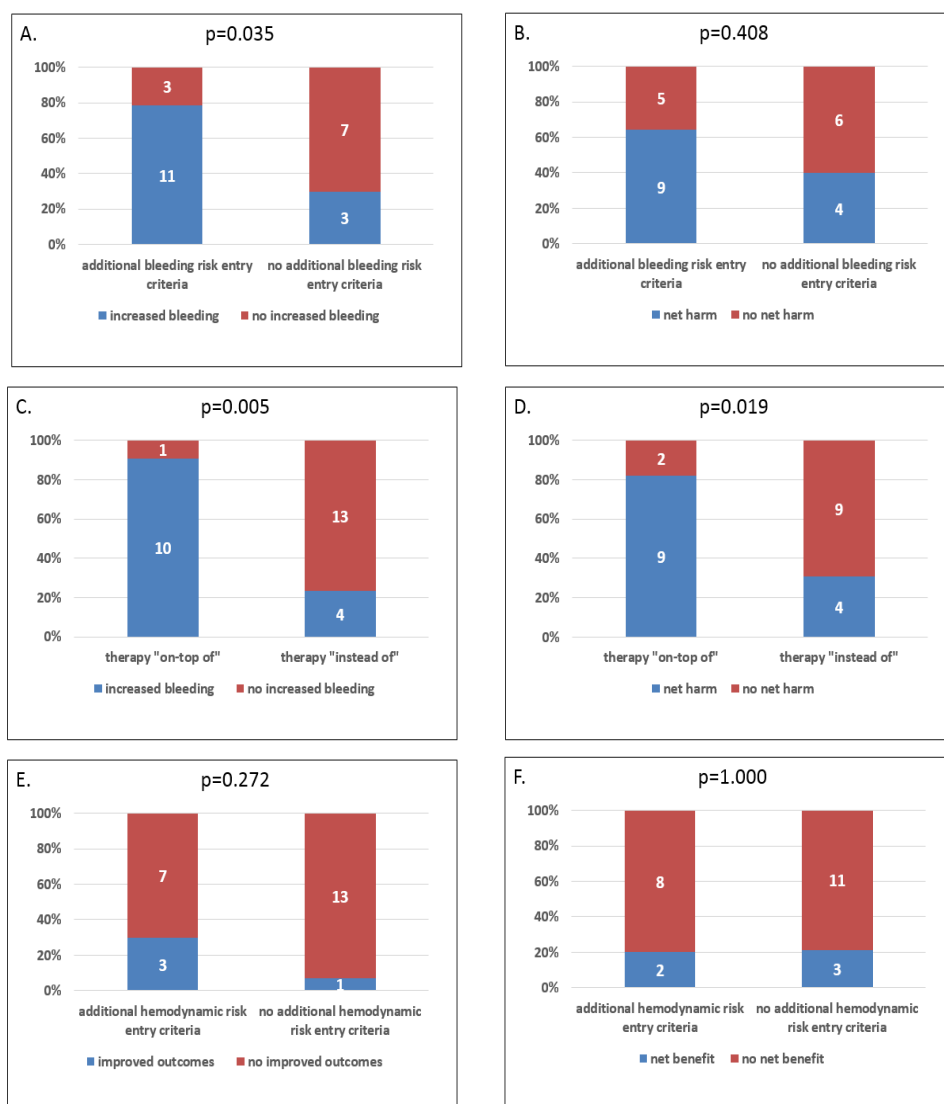 A.
p=0.035
100%
80%
60%
40%
20%
0%
3
11
7
3
additional bleeding risk entry
criteria
no additional bleeding risk
entry criteria
increased bleeding
no increased bleeding
B.
p=0.408
100%
80%
60%
40%
20%
0%
5
9
6
4
additional bleeding risk entry
criteria
no additional bleeding risk
entry criteria
net harm
no net harm
C.
p=0.005
100%
80%
60%
40%
20%
0%
1
10
13
4
therapy "on-top of"
therapy "instead of"
increased bleeding
no increased bleeding
D.
p=0.019
100%
80%
60%
40%
20%
0%
2
9
9
4
therapy "on-top of"
therapy "instead of"
net harm
no net harm
E.
p=0.272
100%
80%
60%
40%
20%
0%
7
3
13
1
additional hemodynamic risk
entry criteria
no additional hemodynamic
risk entry criteria
improved outcomes
no improved outcomes
F.
p=1.000
100%
80%
60%
40%
20%
0%
8
2
11
3
additional hemodynamic risk
entry criteria
no additional hemodynamic
risk entry criteria
net benefit
no net benefit